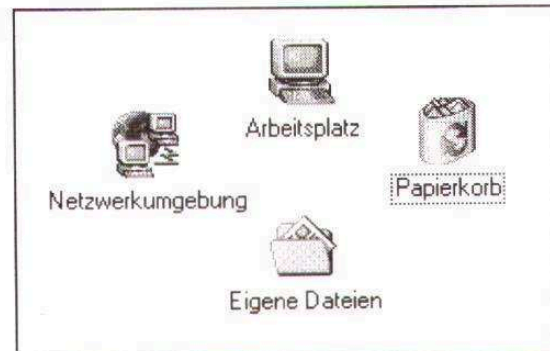 Arbeitsplatz
Papierkorb
Netzwerkumgebung
Eigene Dateien